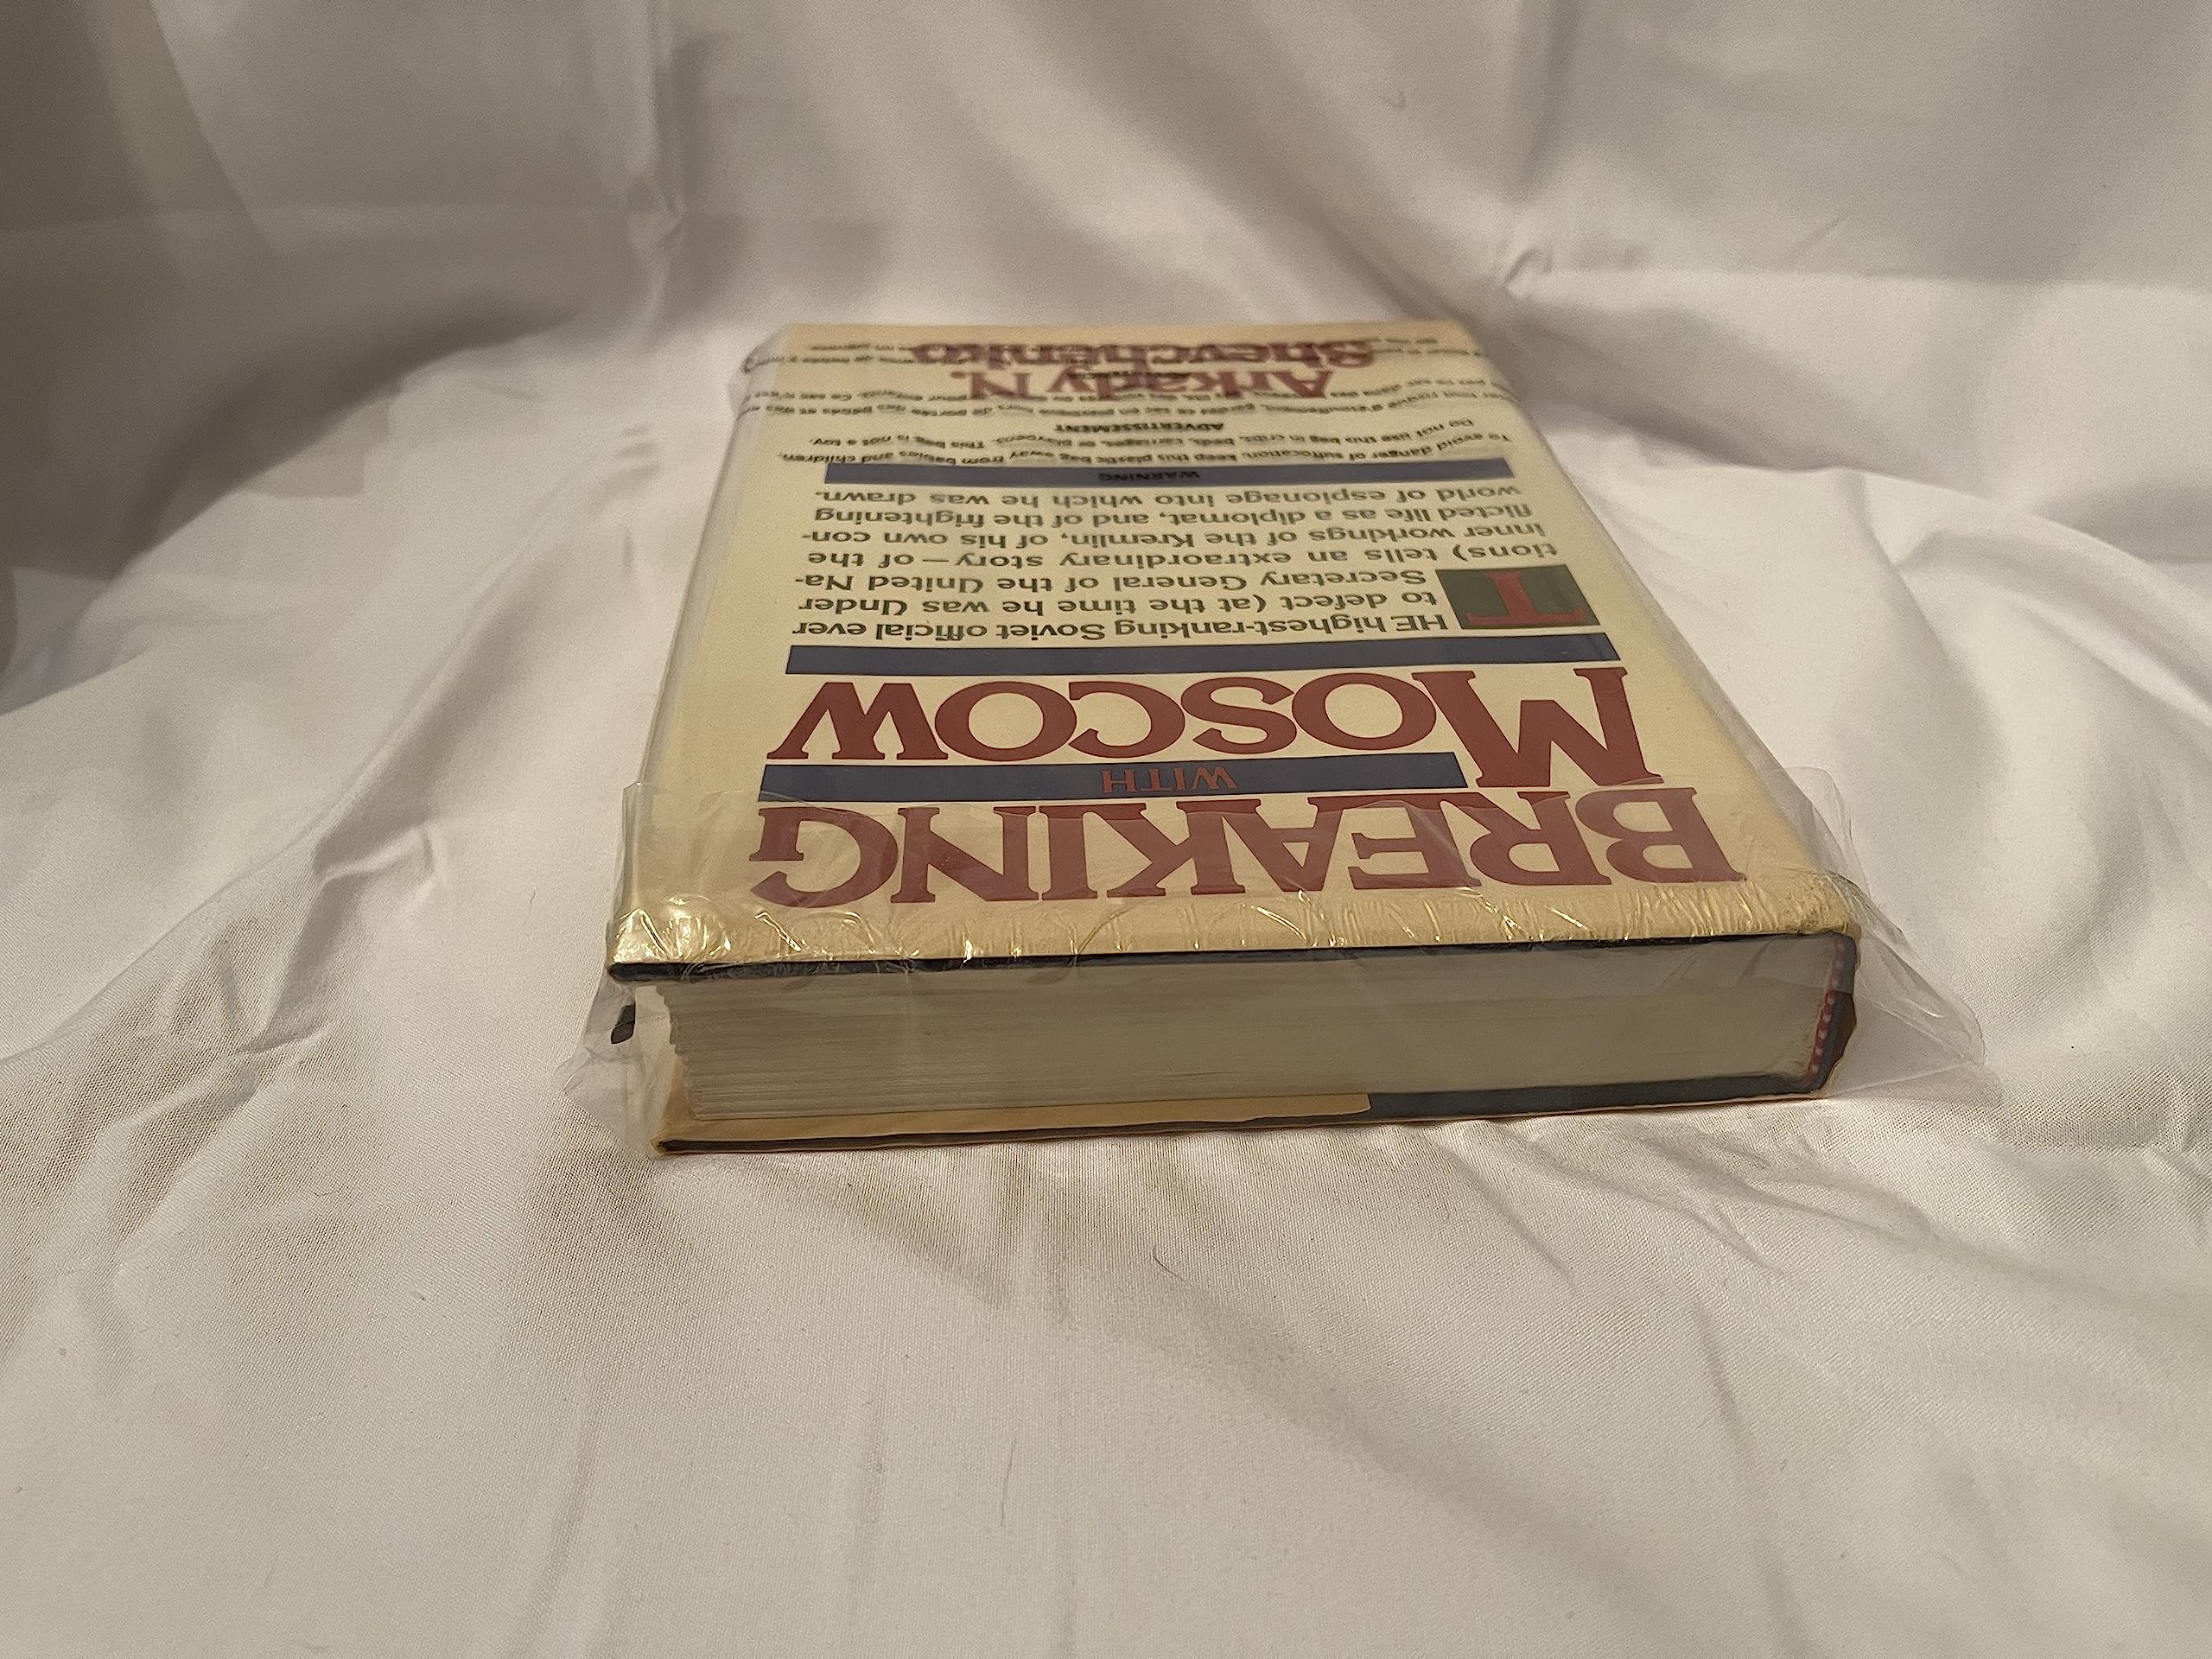 BREAKING
WITH
MOSCOW
THE highest-ranking Soviet official ever
to defect (at the time he was Under
Secretary General of the United Na-
tions) tells an extraordinary story—of the
inner workings of the Kremlin, of his own con-
flicted life as a diplomat, and of the frightening
world of espionage into which he was drawn.
WARNING
To avoid danger of suffocation, keep this plastic bag away from babies and children.
Do not use this bag in cribs, beds, carriages, or playpens. This bag is not a toy.
ADVERTISSEMENT
Arkady N.
Shevchenko